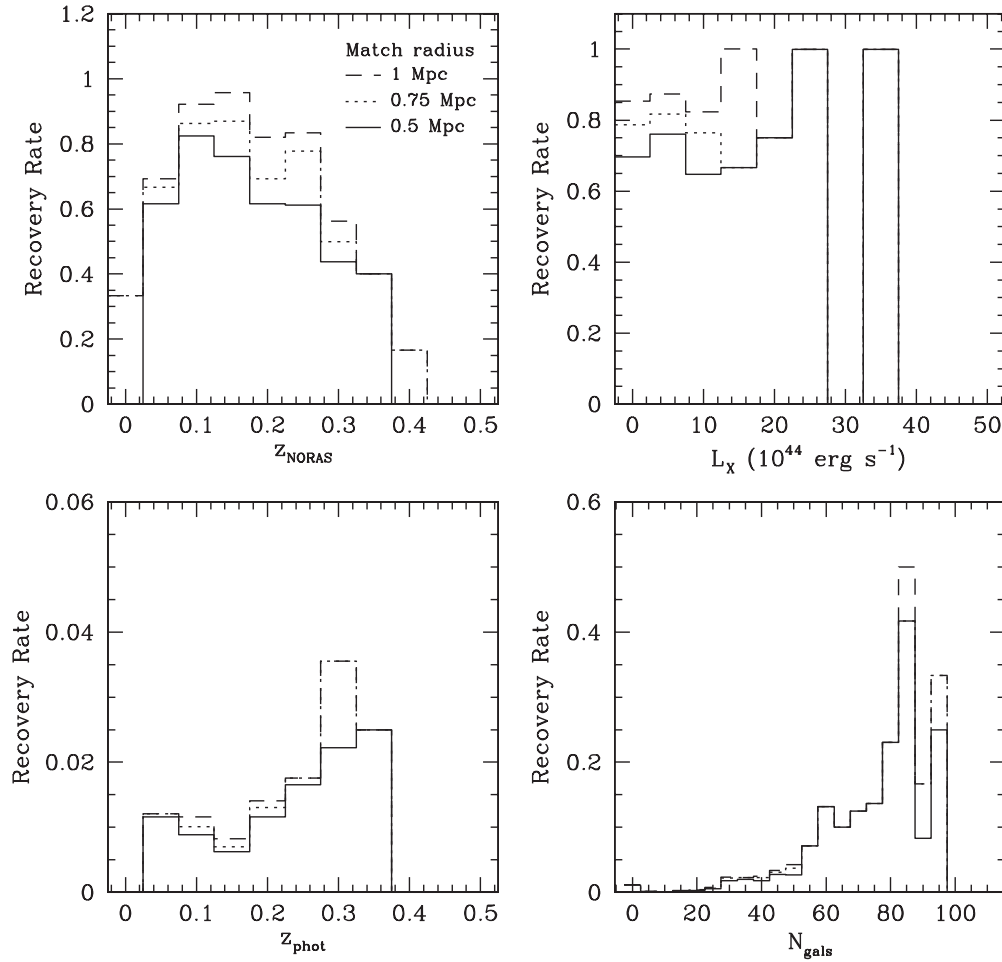 Recovery Rate
1.2
1
0.8
0.6
0.4
0.2
0
0 0.1 0.2 0.3 0.4 0.5
z_NORAS
Match radius
1 Mpc
0.75 Mpc
0.5 Mpc
Recovery Rate
1
0.8
0.6
0.4
0.2
0
0 10 20 30 40 50
L_X (10^44 erg s^−1)
Recovery Rate
0.06
0.04
0.02
0
0 0.1 0.2 0.3 0.4 0.5
z_phot
Recovery Rate
0.6
0.4
0.2
0
0 20 40 60 80 100
N_gals